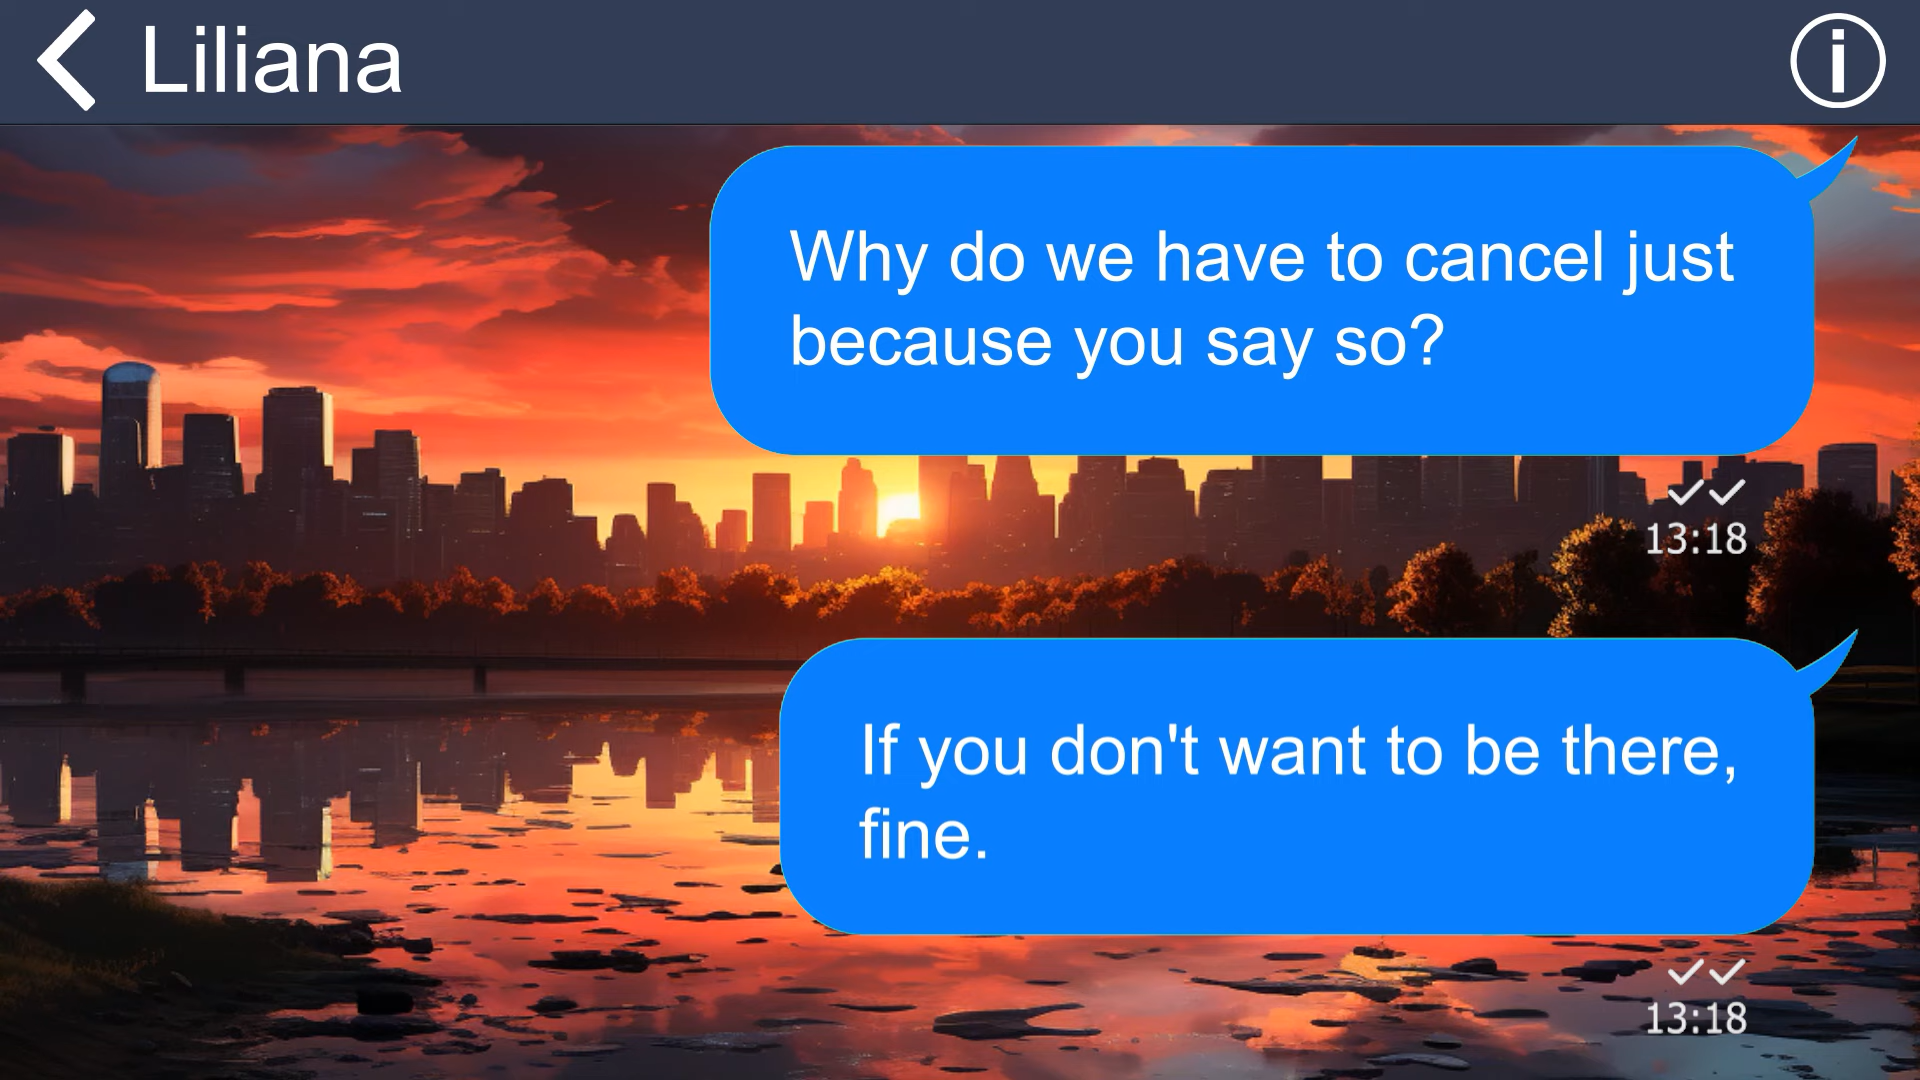 Liliana
Why do we have to cancel just
because you say so?
13:18
If you don't want to be there,
fine.
13:18